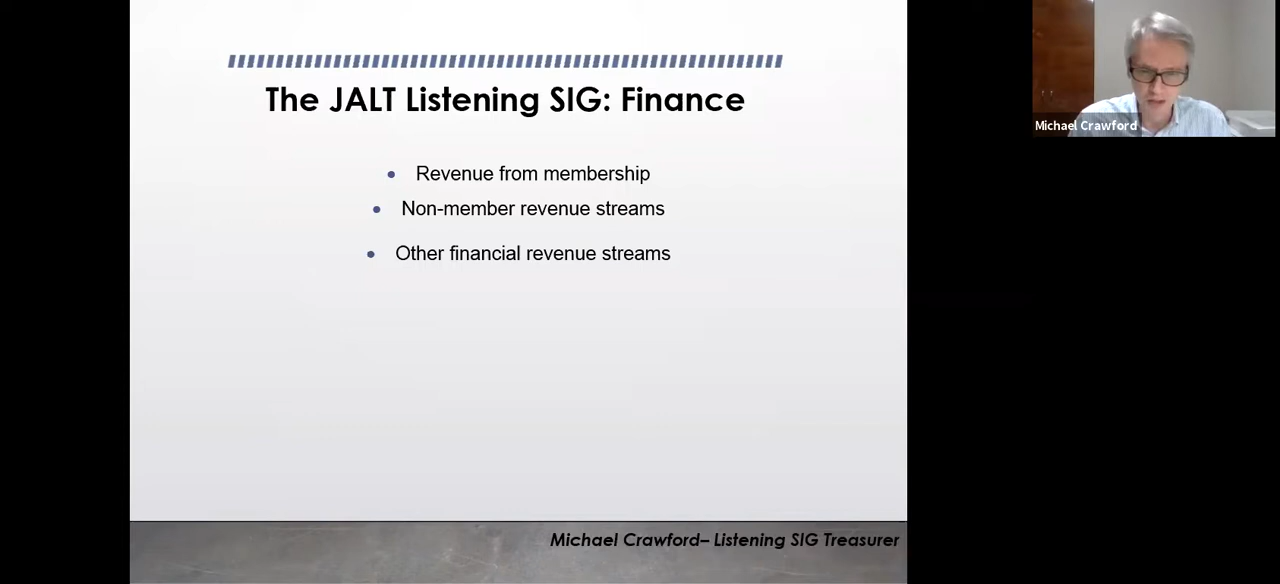 The JALT Listening SIG: Finance
• Revenue from membership
• Non-member revenue streams
• Other financial revenue streams
Michael Crawford– Listening SIG Treasurer
Michael Crawford